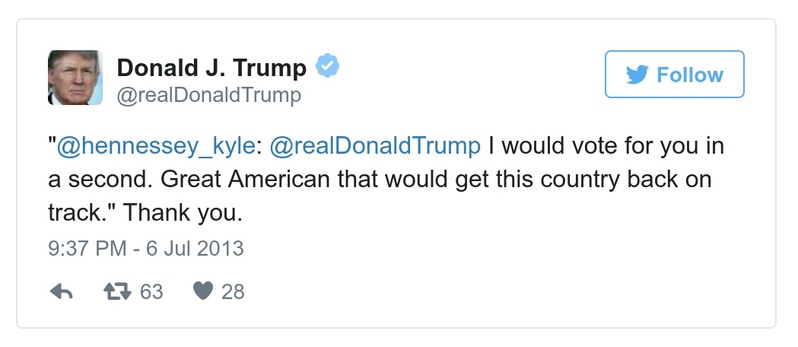 Donald J. Trump
@realDonaldTrump
Follow
"@hennessey_kyle: @realDonaldTrump I would vote for you in
a second. Great American that would get this country back on
track." Thank you.
9:37 PM - 6 Jul 2013
63 28